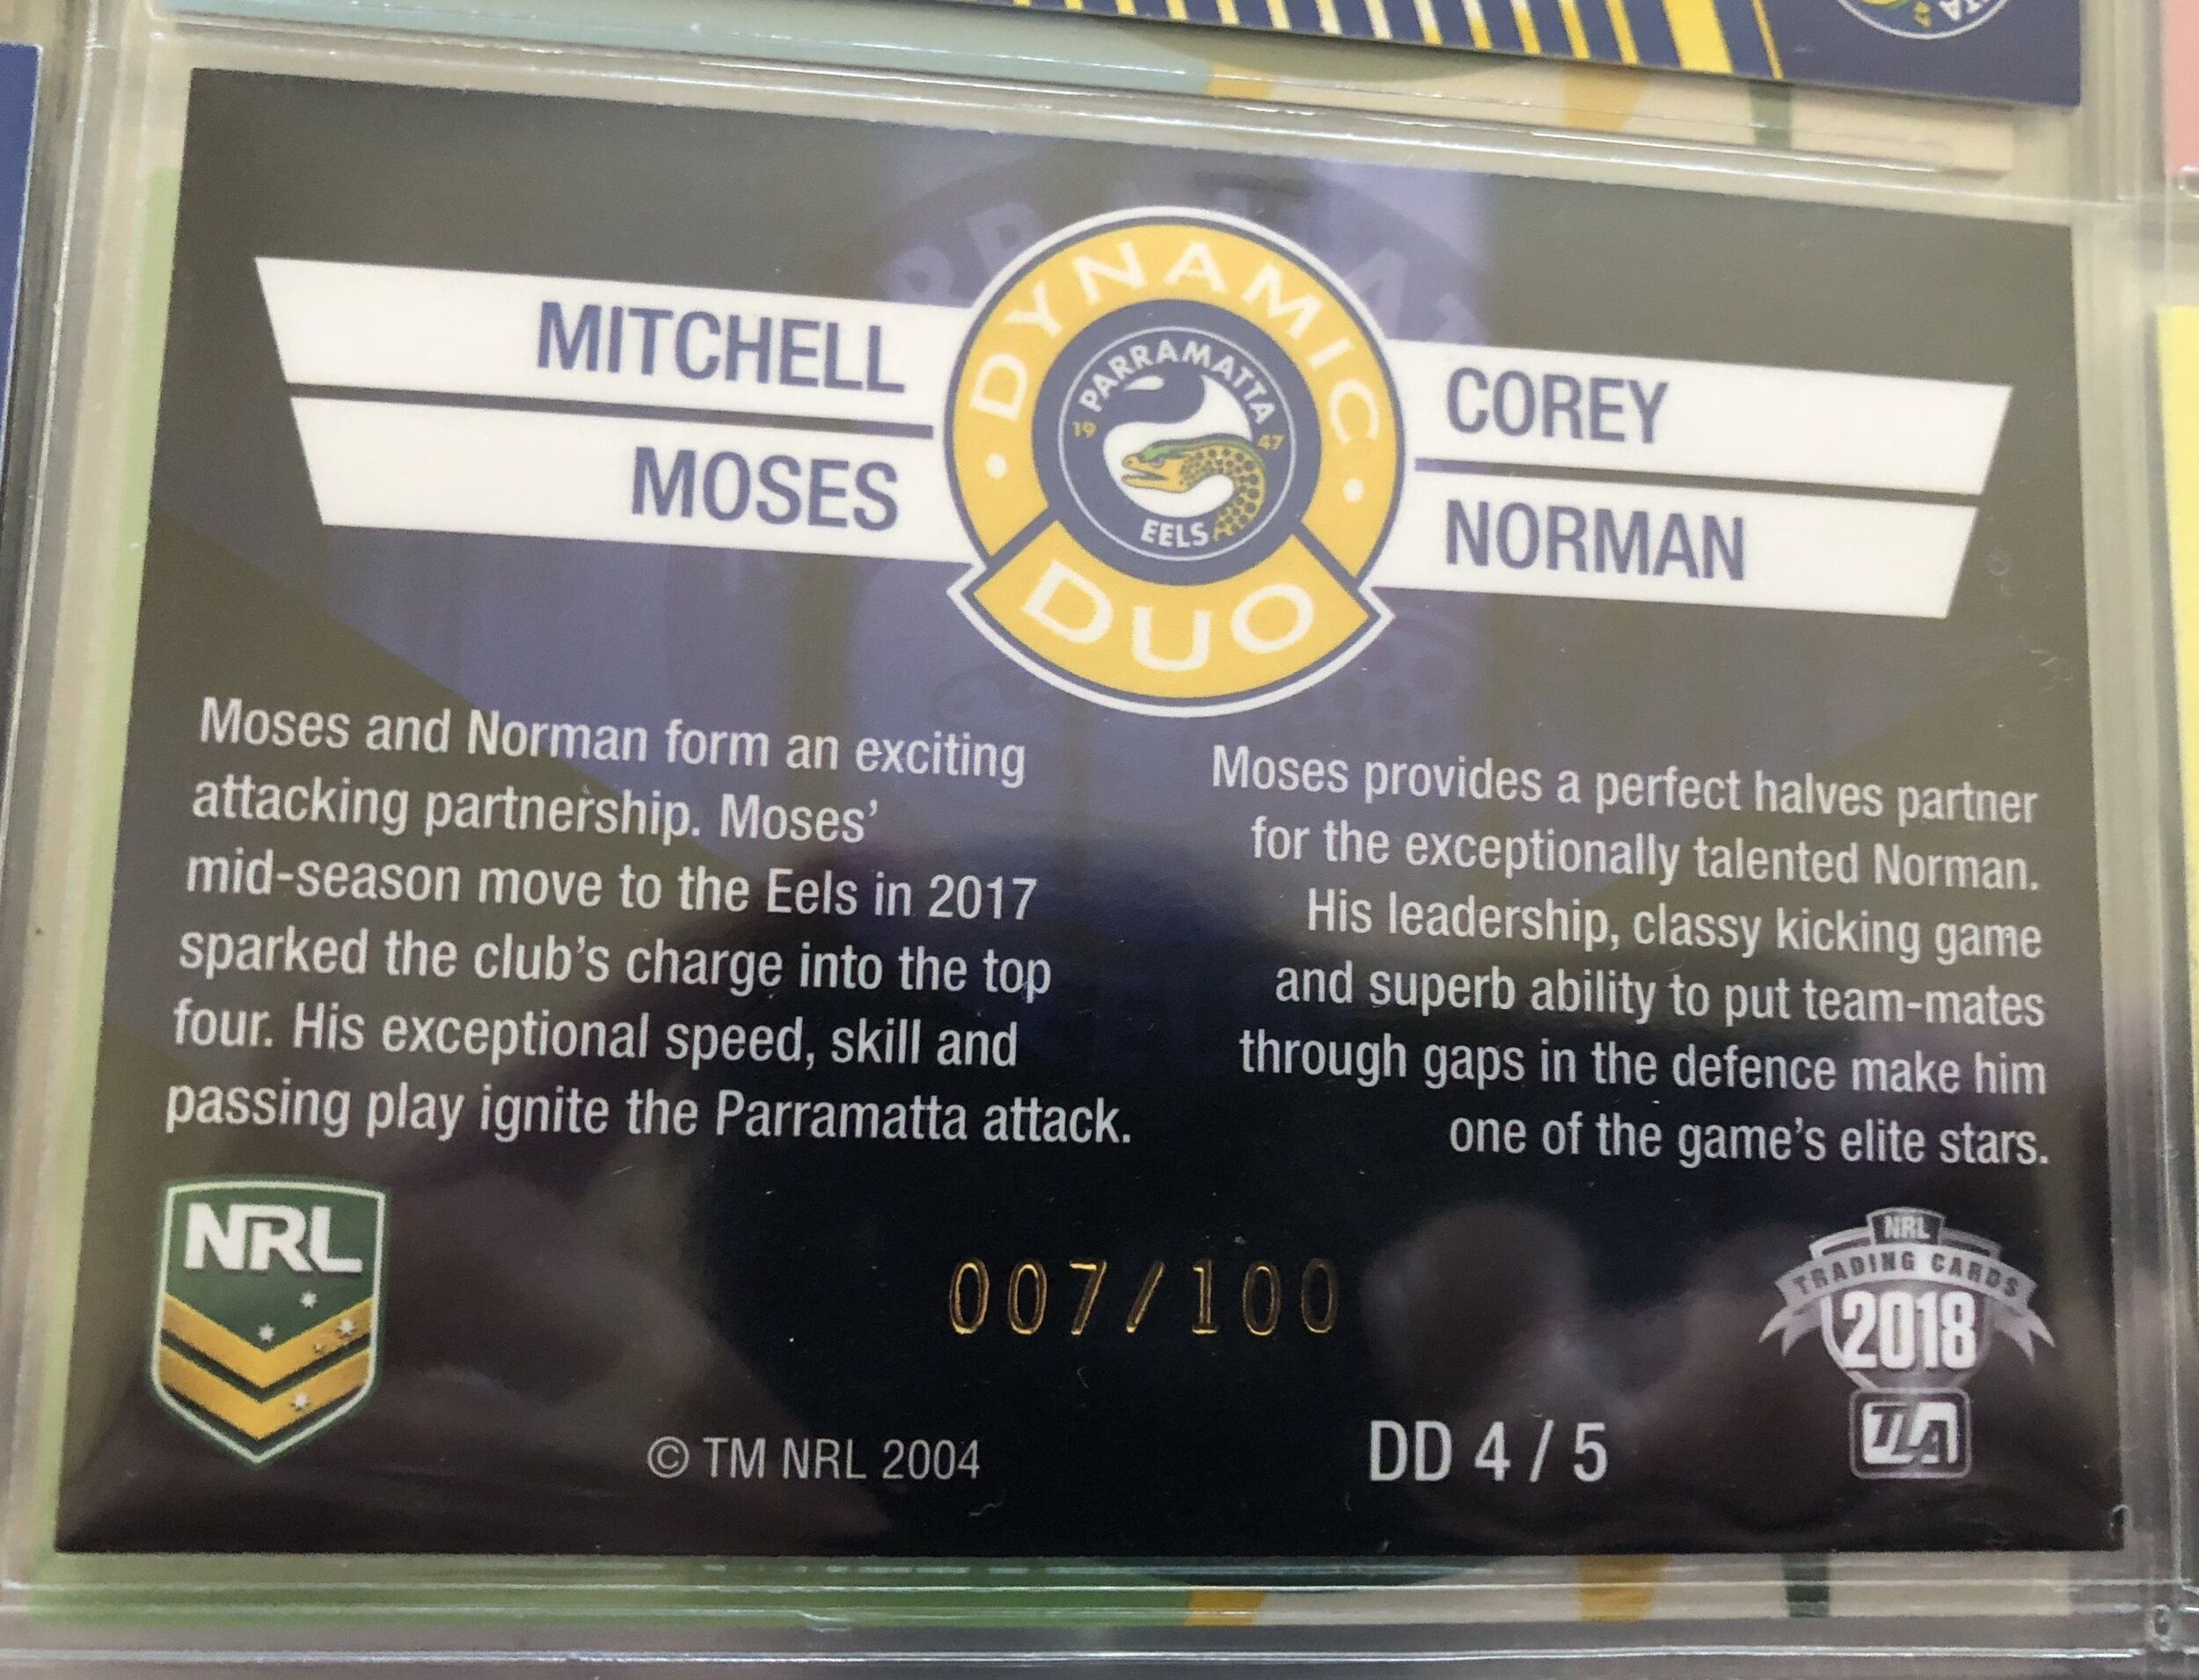 MITCHELL
MOSES
DYNAMIC
DUO
PARRAMATTA
19 47
EELS
COREY
NORMAN
Moses and Norman form an exciting
attacking partnership. Moses’
mid-season move to the Eels in 2017
sparked the club’s charge into the top
four. His exceptional speed, skill and
passing play ignite the Parramatta attack.
Moses provides a perfect halves partner
for the exceptionally talented Norman.
His leadership, classy kicking game
and superb ability to put team-mates
through gaps in the defence make him
one of the game’s elite stars.
NRL
007/100
© TM NRL 2004
DD 4 / 5
NRL
TRADING CARDS
2018
TLA